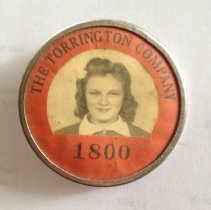 THE TORRINGTON COMPANY
1800